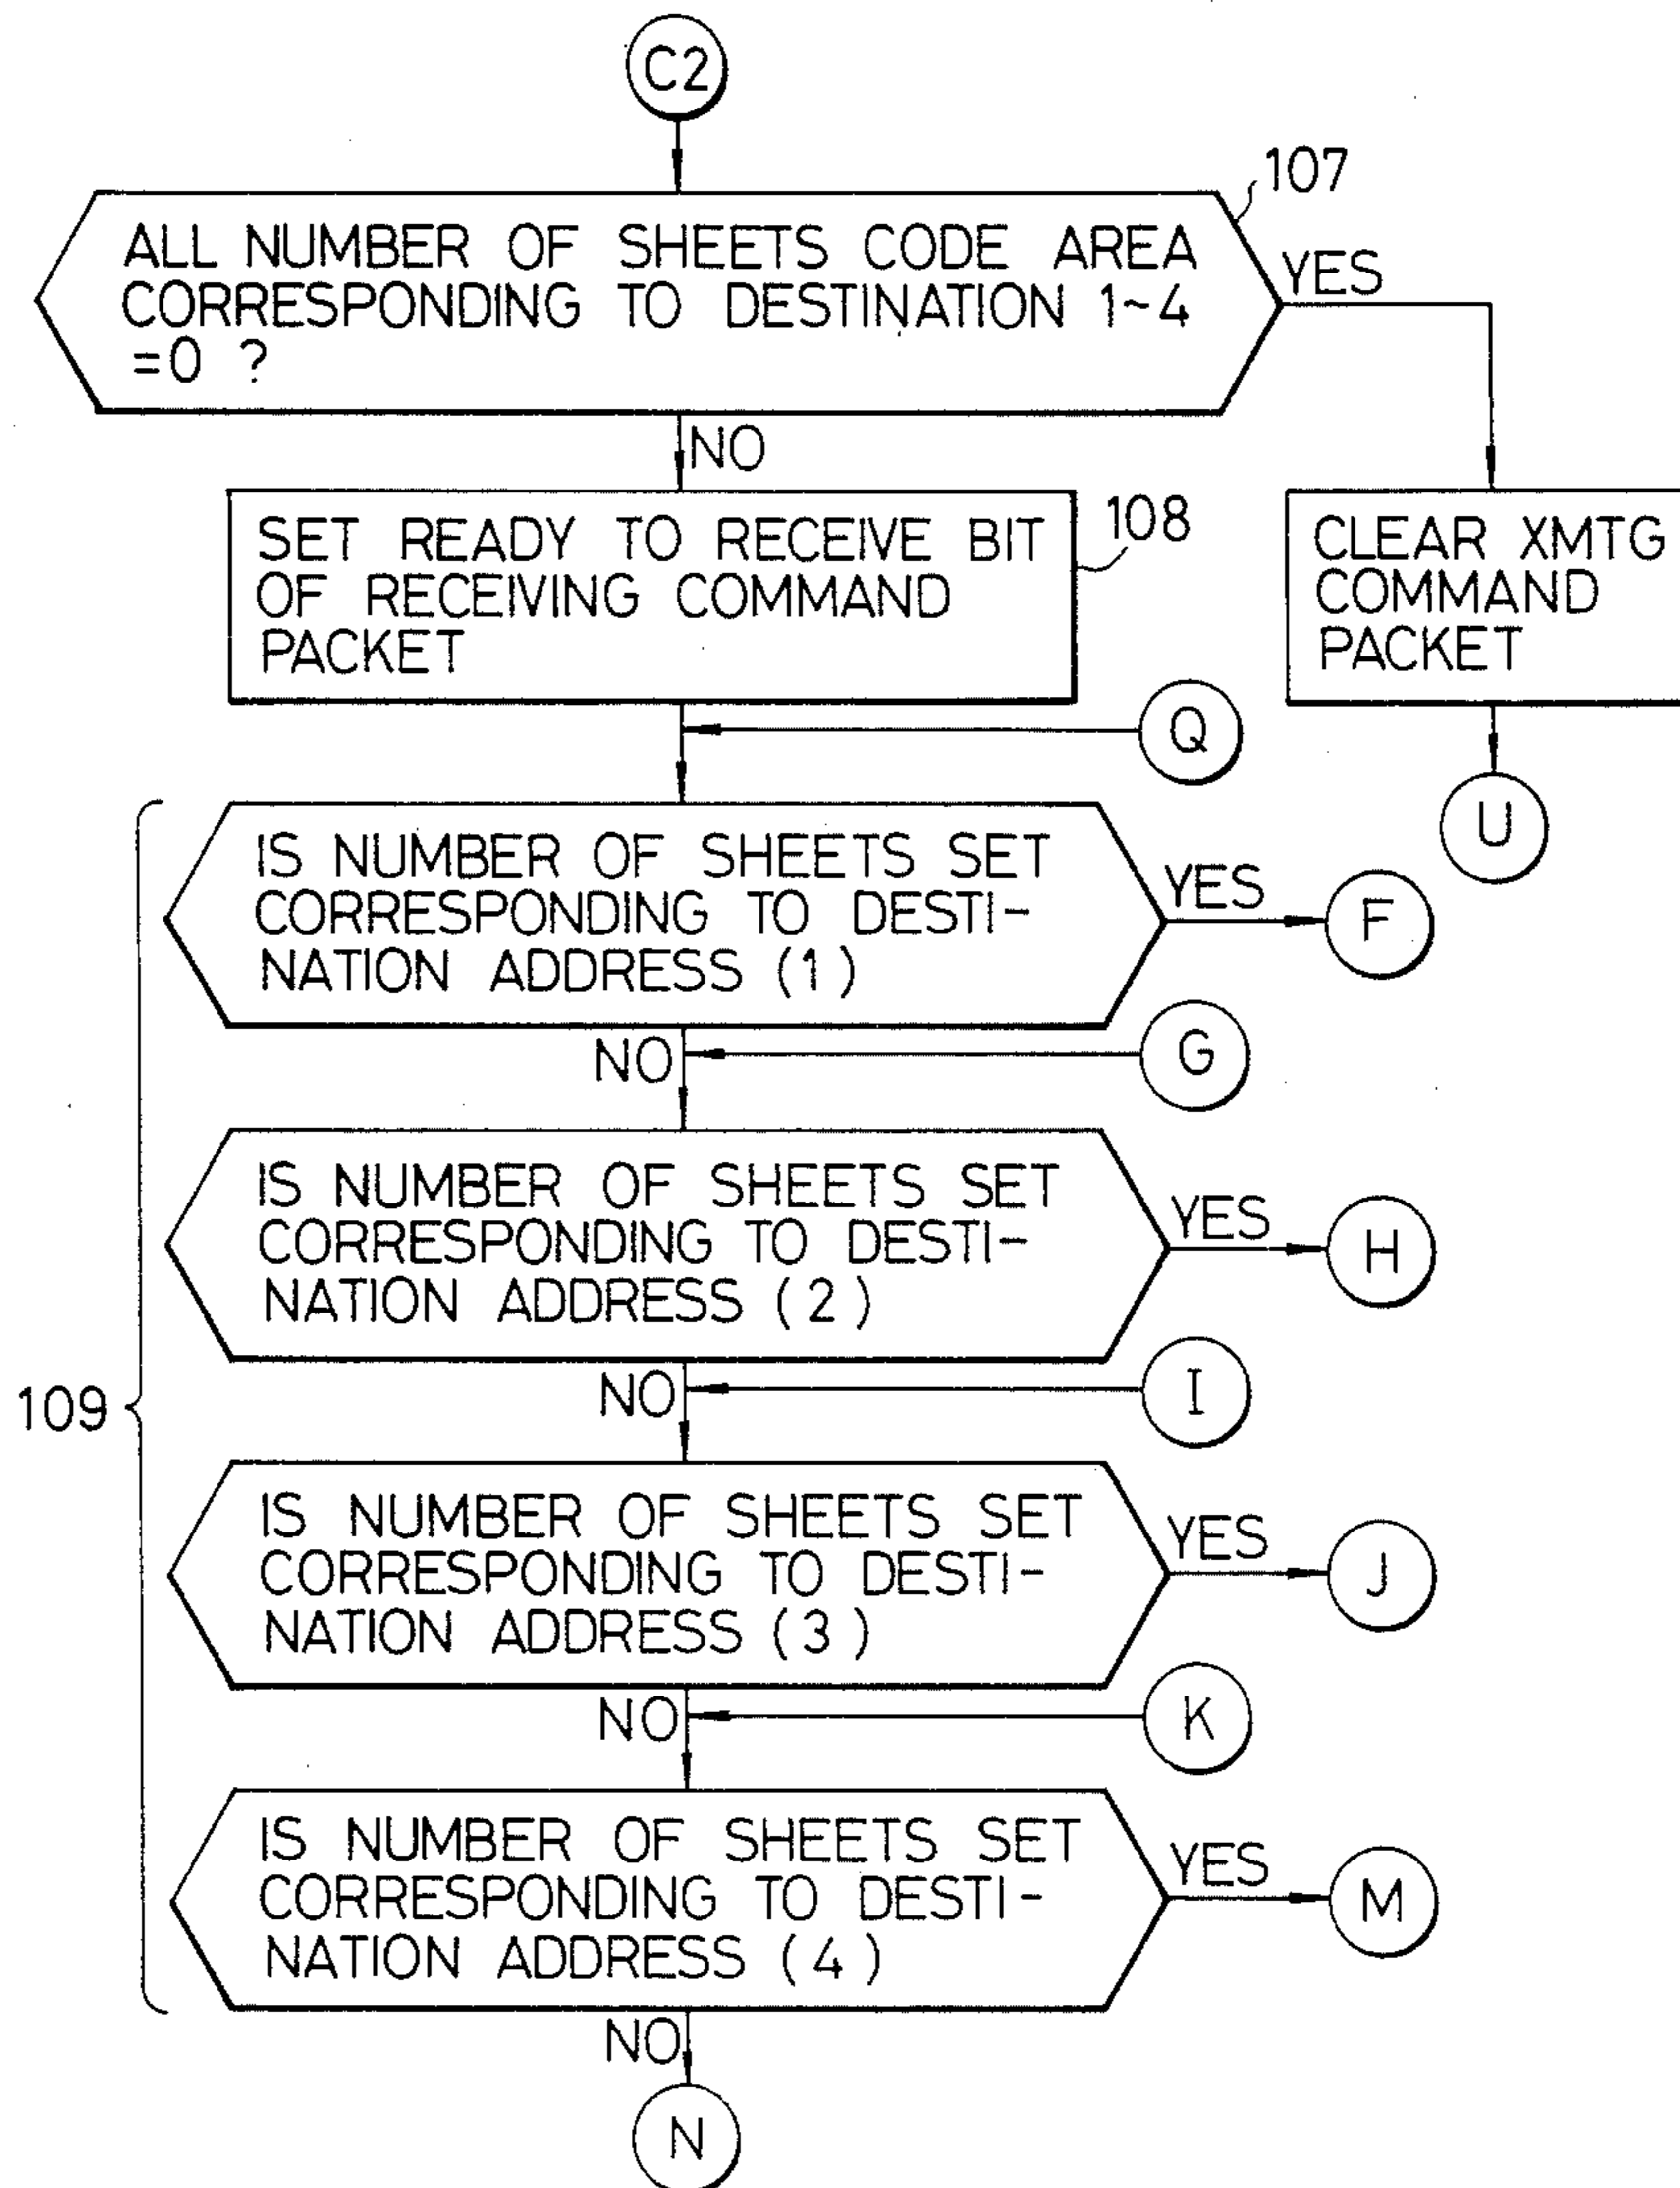 C2
107
ALL NUMBER OF SHEETS CODE AREA
CORRESPONDING TO DESTINATION 1~4
=0 ?
YES
NO
SET READY TO RECEIVE BIT
OF RECEIVING COMMAND
PACKET
108
CLEAR XMTG
COMMAND
PACKET
Q
U
109
IS NUMBER OF SHEETS SET
CORRESPONDING TO DESTI-
NATION ADDRESS (1)
YES
F
NO
G
IS NUMBER OF SHEETS SET
CORRESPONDING TO DESTI-
NATION ADDRESS (2)
YES
H
NO
I
IS NUMBER OF SHEETS SET
CORRESPONDING TO DESTI-
NATION ADDRESS (3)
YES
J
NO
K
IS NUMBER OF SHEETS SET
CORRESPONDING TO DESTI-
NATION ADDRESS (4)
YES
M
NO
N